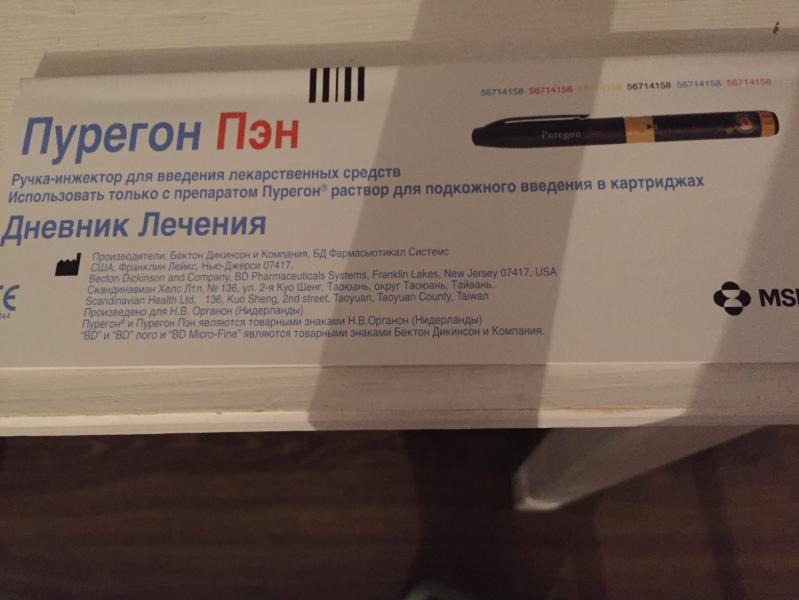 56714158 56714158 56714158 56714158 56714158 56714158
Пурегон Пэн
Puregon
Ручка-инжектор для введения лекарственных средств
Использовать только с препаратом Пурегон® раствор для подкожного введения в картриджах
Дневник Лечения
Производители: Бектон Дикинсон и Компания, БД Фармасьютикал Системс
США, Франклин Лейкс, Нью-Джерси 07417,
Becton Dickinson and Company, BD Pharmaceuticals Systems, Franklin Lakes, New Jersey 07417, USA
Скандинавиан Хелс Лтл, № 136, ул. 2-я Куо Шенг, Таоюань, округ Таоюань, Тайвань.
Scandinavian Health Ltd, 136, Kuo Sheng, 2nd street, Taoyuan, Taoyuan County, Taiwan
Произведено для Н.В. Органон (Нидерланды)
Пурегон® и Пурегон Пэн являются товарными знаками Н.В.Органон (Нидерланды)
"BD" и "BD" лого и "BD Micro-Fine" являются товарными знаками Бектон Дикинсон и Компания.
CE
MSD